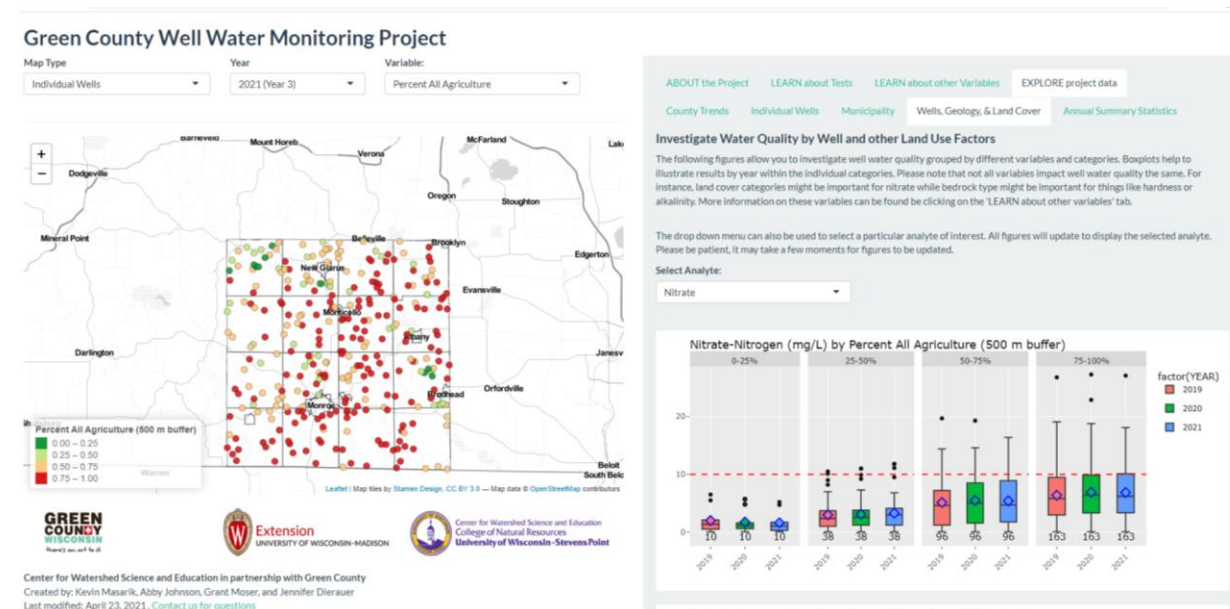 Green County Well Water Monitoring Project
Map Type
Year
Variable:
Individual Wells
2021 (Year 3)
Percent All Agriculture
+
−
Barneveld
Mount Horeb
Verona
McFarland
Dodgeville
Oregon
Stoughton
Mineral Point
Belleville
Brooklyn
Edgerton
New Glarus
Evansville
Monticello
Albany
Darlington
Janesv
Orfordville
Brodhead
Monroe
Percent All Agriculture (500 m buffer)
0.00 – 0.25
0.25 – 0.50
0.50 – 0.75
0.75 – 1.00
Warren
Beloit
South Beloi
Leaflet | Map tiles by Stamen Design, CC BY 3.0 — Map data © OpenStreetMap contributors
GREEN
COUNTY
WISCONSIN
Extension
UNIVERSITY OF WISCONSIN-MADISON
Center for Watershed Science and Education
College of Natural Resources
University of Wisconsin - Stevens Point
Center for Watershed Science and Education in partnership with Green County
Created by: Kevin Masarik, Abby Johnson, Grant Moser, and Jennifer Dierauer
Last modified: April 23, 2021 . Contact us for questions
ABOUT the Project
LEARN about Tests
LEARN about other Variables
EXPLORE project data
County Trends
Individual Wells
Municipality
Wells, Geology, & Land Cover
Annual Summary Statistics
Investigate Water Quality by Well and other Land Use Factors
The following figures allow you to investigate well water quality grouped by different variables and categories. Boxplots help to
illustrate results by year within the individual categories. Please note that not all variables impact well water quality the same. For
instance, land cover categories might be important for nitrate while bedrock type might be important for things like hardness or
alkalinity. More information on these variables can be found be clicking on the 'LEARN about other variables' tab.
The drop down menu can also be used to select a particular analyte of interest. All figures will update to display the selected analyte.
Please be patient, it may take a few moments for figures to be updated.
Select Analyte:
Nitrate
Nitrate-Nitrogen (mg/L) by Percent All Agriculture (500 m buffer)
0-25%
25-50%
50-75%
75-100%
factor(YEAR)
2019
2020
2021
20
10
0
10 10 10 38 38 38 96 96 96 163 163 163
2019 2020 2021 2019 2020 2021 2019 2020 2021 2019 2020 2021